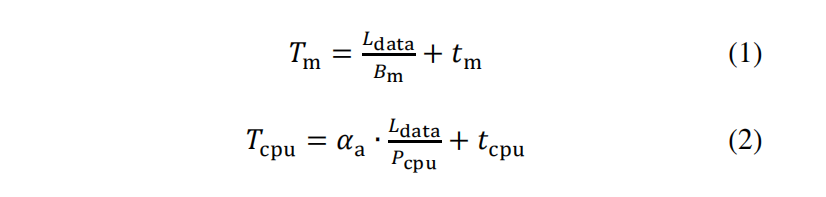 T_m = L_data / B_m + t_m (1)
T_cpu = α_a · L_data / P_cpu + t_cpu (2)